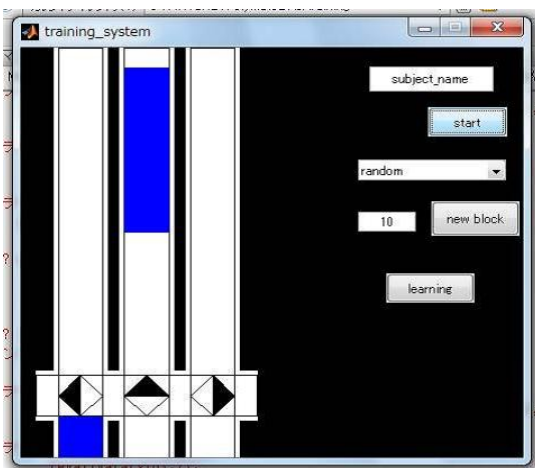 training_system
subject_name
start
random
10
new block
learning